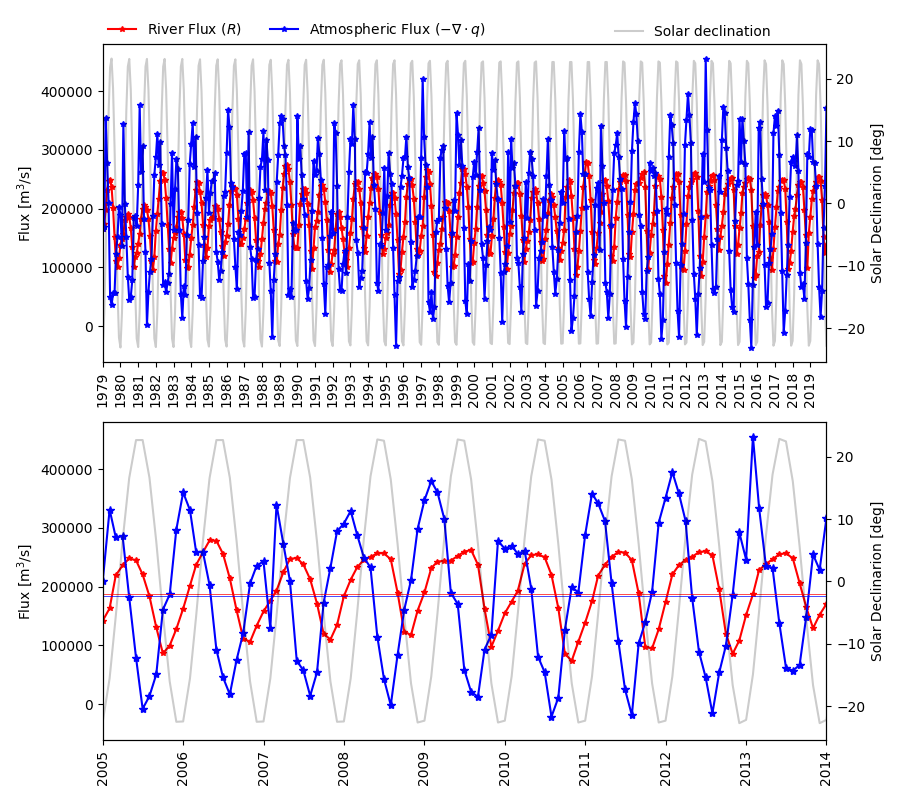 River Flux (R) Atmospheric Flux (−∇ · q) Solar declination
400000
300000
200000
100000
0
Flux [m³/s]
20
10
0
−10
−20
Solar Declinarion [deg]
1979 1980 1981 1982 1983 1984 1985 1986 1987 1988 1989 1990 1991 1992 1993 1994 1995 1996 1997 1998 1999 2000 2001 2002 2003 2004 2005 2006 2007 2008 2009 2010 2011 2012 2013 2014 2015 2016 2017 2018 2019
400000
300000
200000
100000
0
Flux [m³/s]
20
10
0
−10
−20
Solar Declinarion [deg]
2005 2006 2007 2008 2009 2010 2011 2012 2013 2014